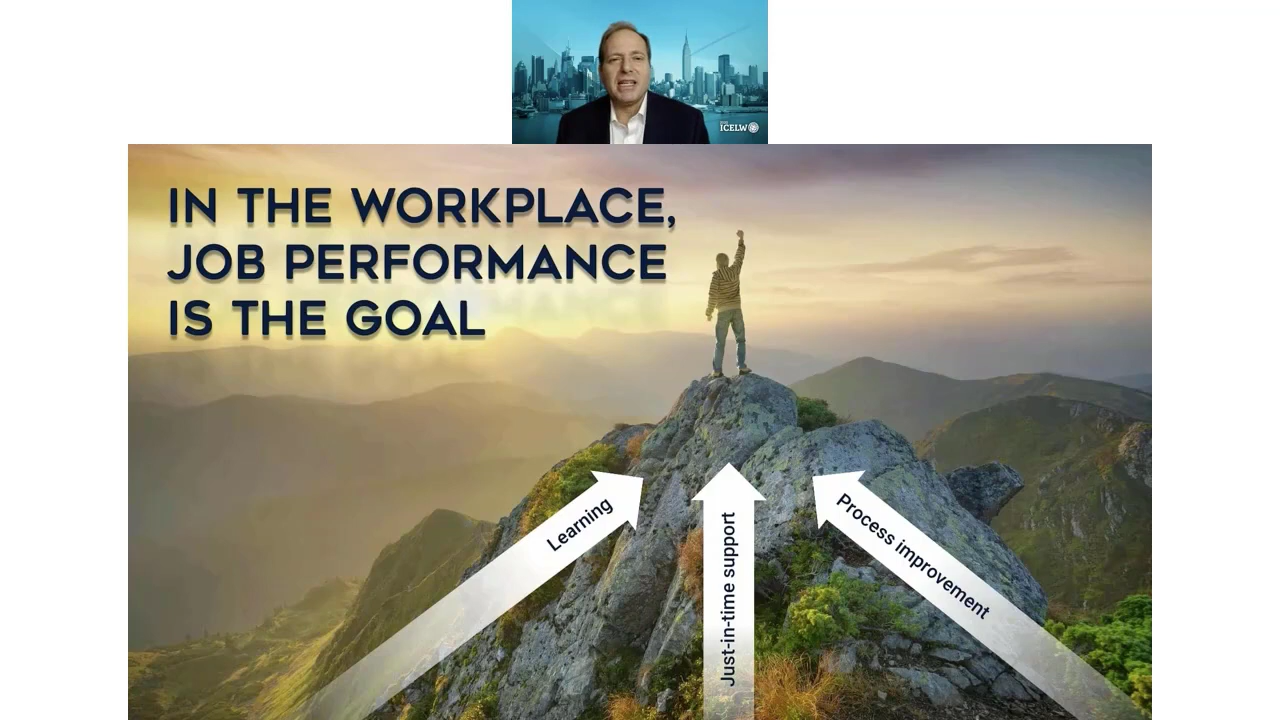 ICELW
IN THE WORKPLACE,
JOB PERFORMANCE
IS THE GOAL
Learning
Just-in-time support
Process improvement